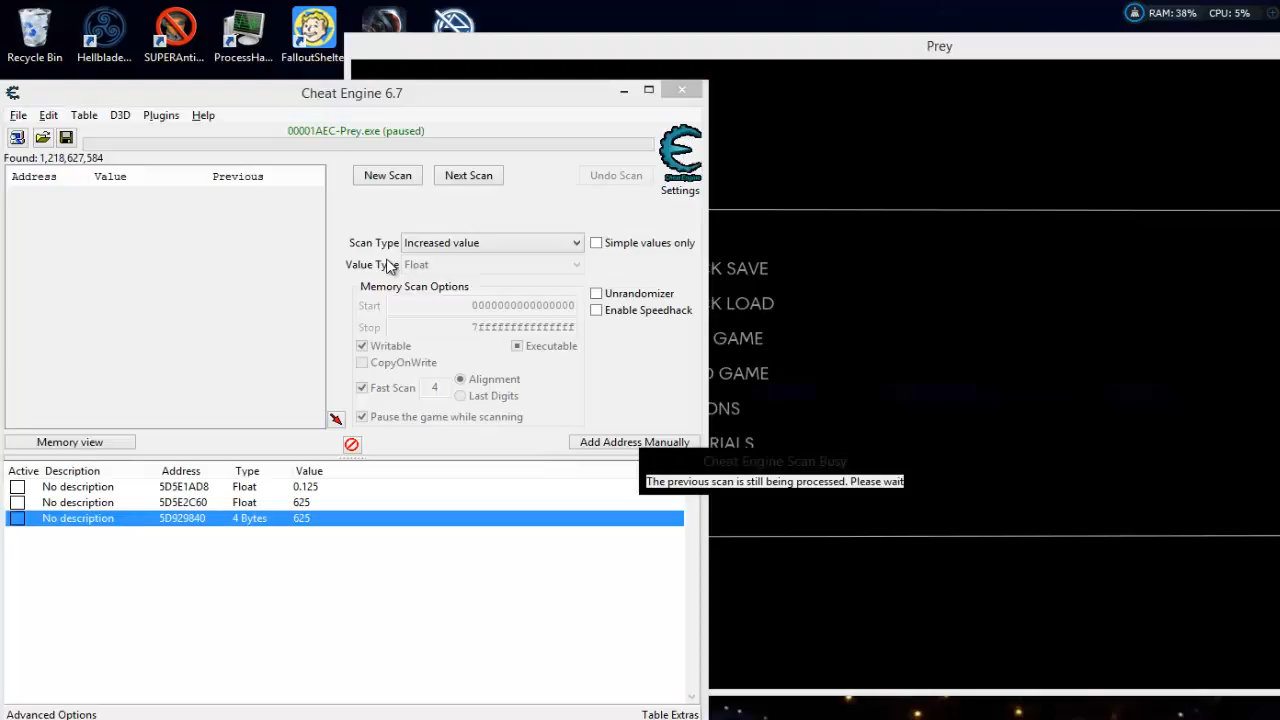 RAM: 38% CPU: 5%
Recycle Bin
Hellblade...
SUPERAnti...
ProcessHa...
FalloutShelte
Prey
Cheat Engine 6.7
File Edit Table D3D Plugins Help
00001AEC-Prey.exe (paused)
Found: 1,218,627,584
Address Value Previous
New Scan Next Scan Undo Scan
Cheat Engine
Settings
Scan Type Increased value Simple values only
Value Type Float
Memory Scan Options
Start 0000000000000000
Stop 7fffffffffffffff
Unrandomizer
Enable Speedhack
Writable Executable
CopyOnWrite
Fast Scan 4 Alignment
Last Digits
Pause the game while scanning
Memory view Add Address Manually
CK SAVE
CK LOAD
GAME
D GAME
ONS
RIALS
Cheat Engine Scan Busy
The previous scan is still being processed. Please wait
Active Description Address Type Value
No description 5D5E1AD8 Float 0.125
No description 5D5E2C60 Float 625
No description 5D929840 4 Bytes 625
Advanced Options Table Extras